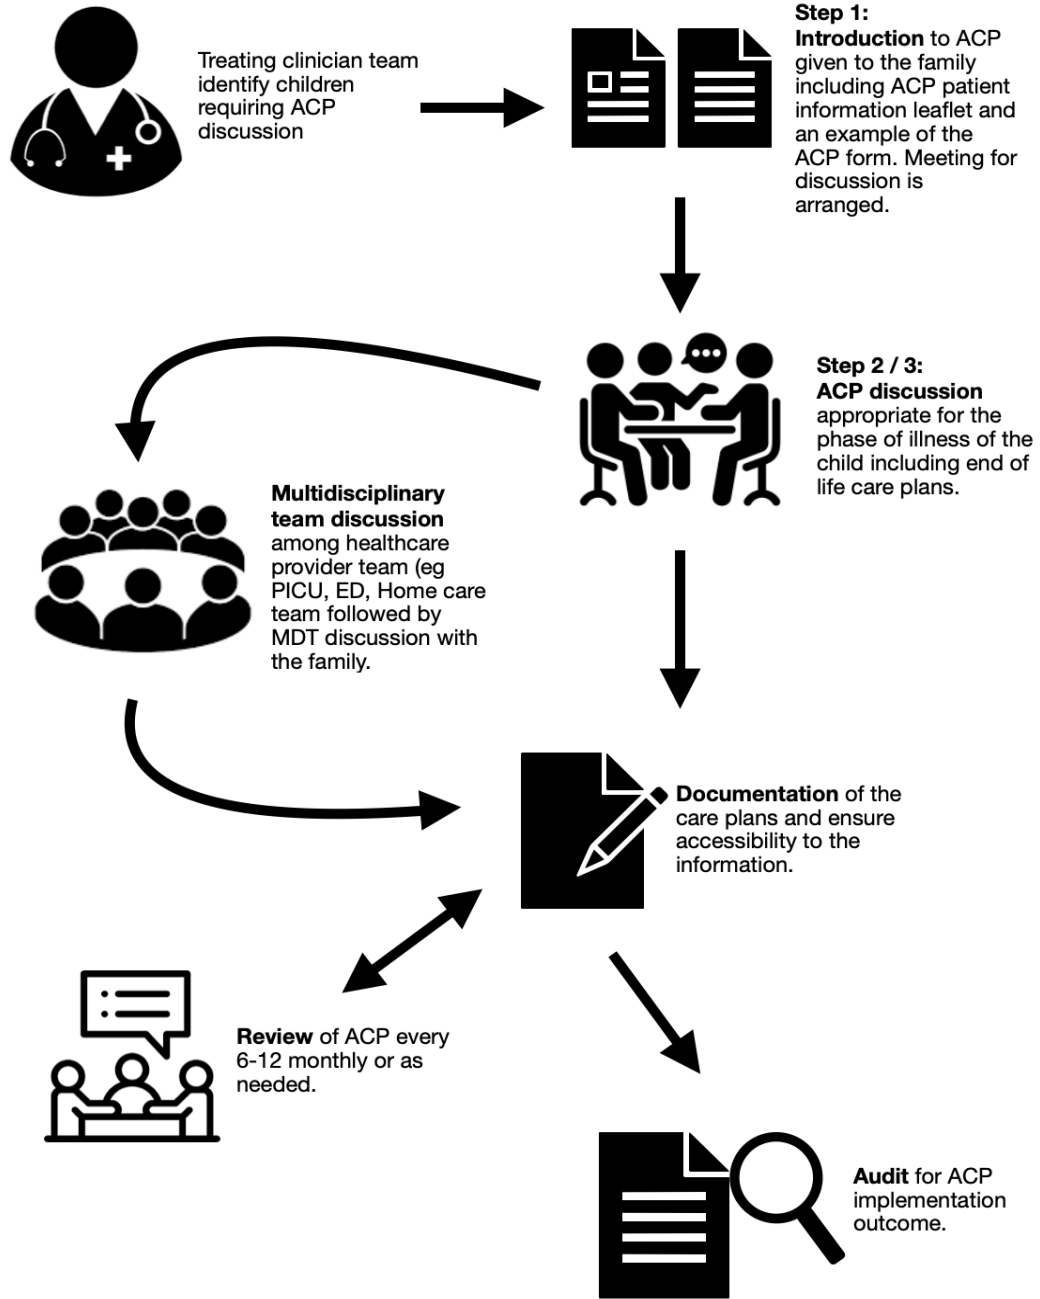 Treating clinician team
identify children
requiring ACP
discussion
Step 1:
Introduction to ACP
given to the family
including ACP patient
information leaflet and
an example of the
ACP form. Meeting for
discussion is
arranged.
Step 2 / 3:
ACP discussion
appropriate for the
phase of illness of the
child including end of
life care plans.
Multidisciplinary
team discussion
among healthcare
provider team (eg
PICU, ED, Home care
team followed by
MDT discussion with
the family.
Documentation of the
care plans and ensure
accessibility to the
information.
Review of ACP every
6-12 monthly or as
needed.
Audit for ACP
implementation
outcome.